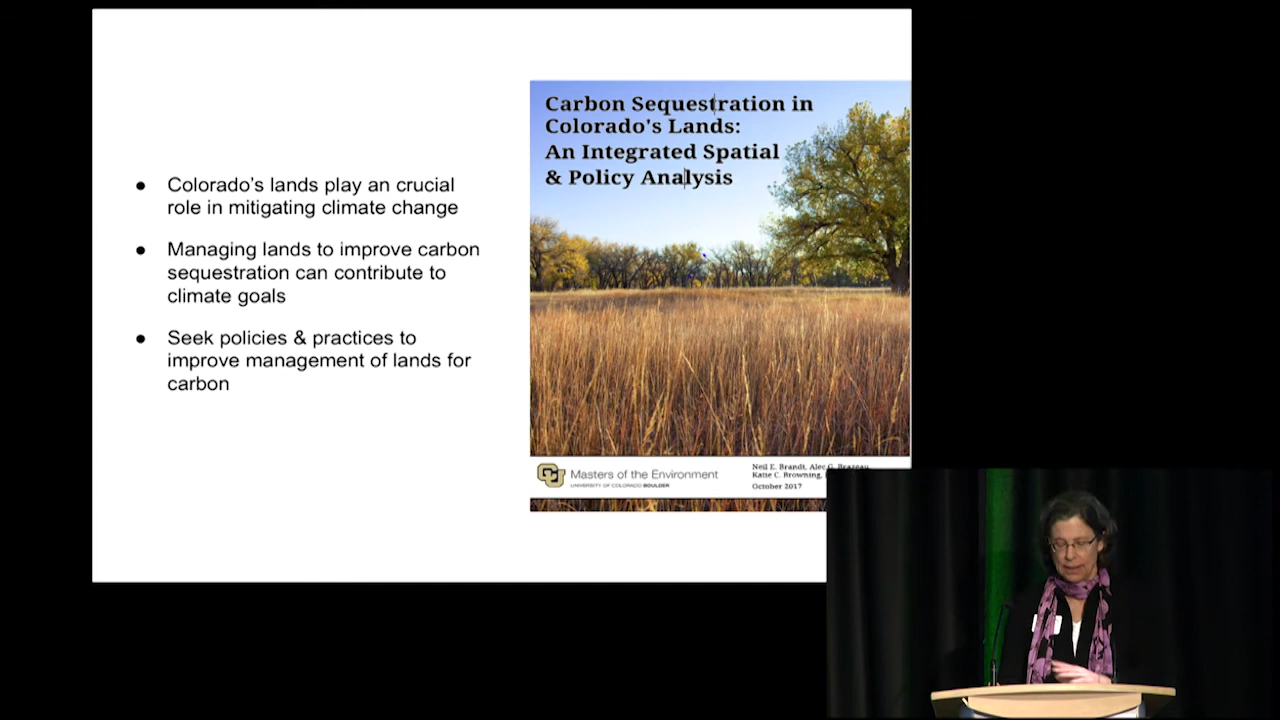 ● Colorado's lands play an crucial
role in mitigating climate change
● Managing lands to improve carbon
sequestration can contribute to
climate goals
● Seek policies & practices to
improve management of lands for
carbon
Carbon Sequestration in
Colorado's Lands:
An Integrated Spatial
& Policy Analysis
CU
Masters of the Environment
UNIVERSITY OF COLORADO BOULDER
Neil E. Brandt, Alec G. Brazeau
Katie C. Browning,
October 2017